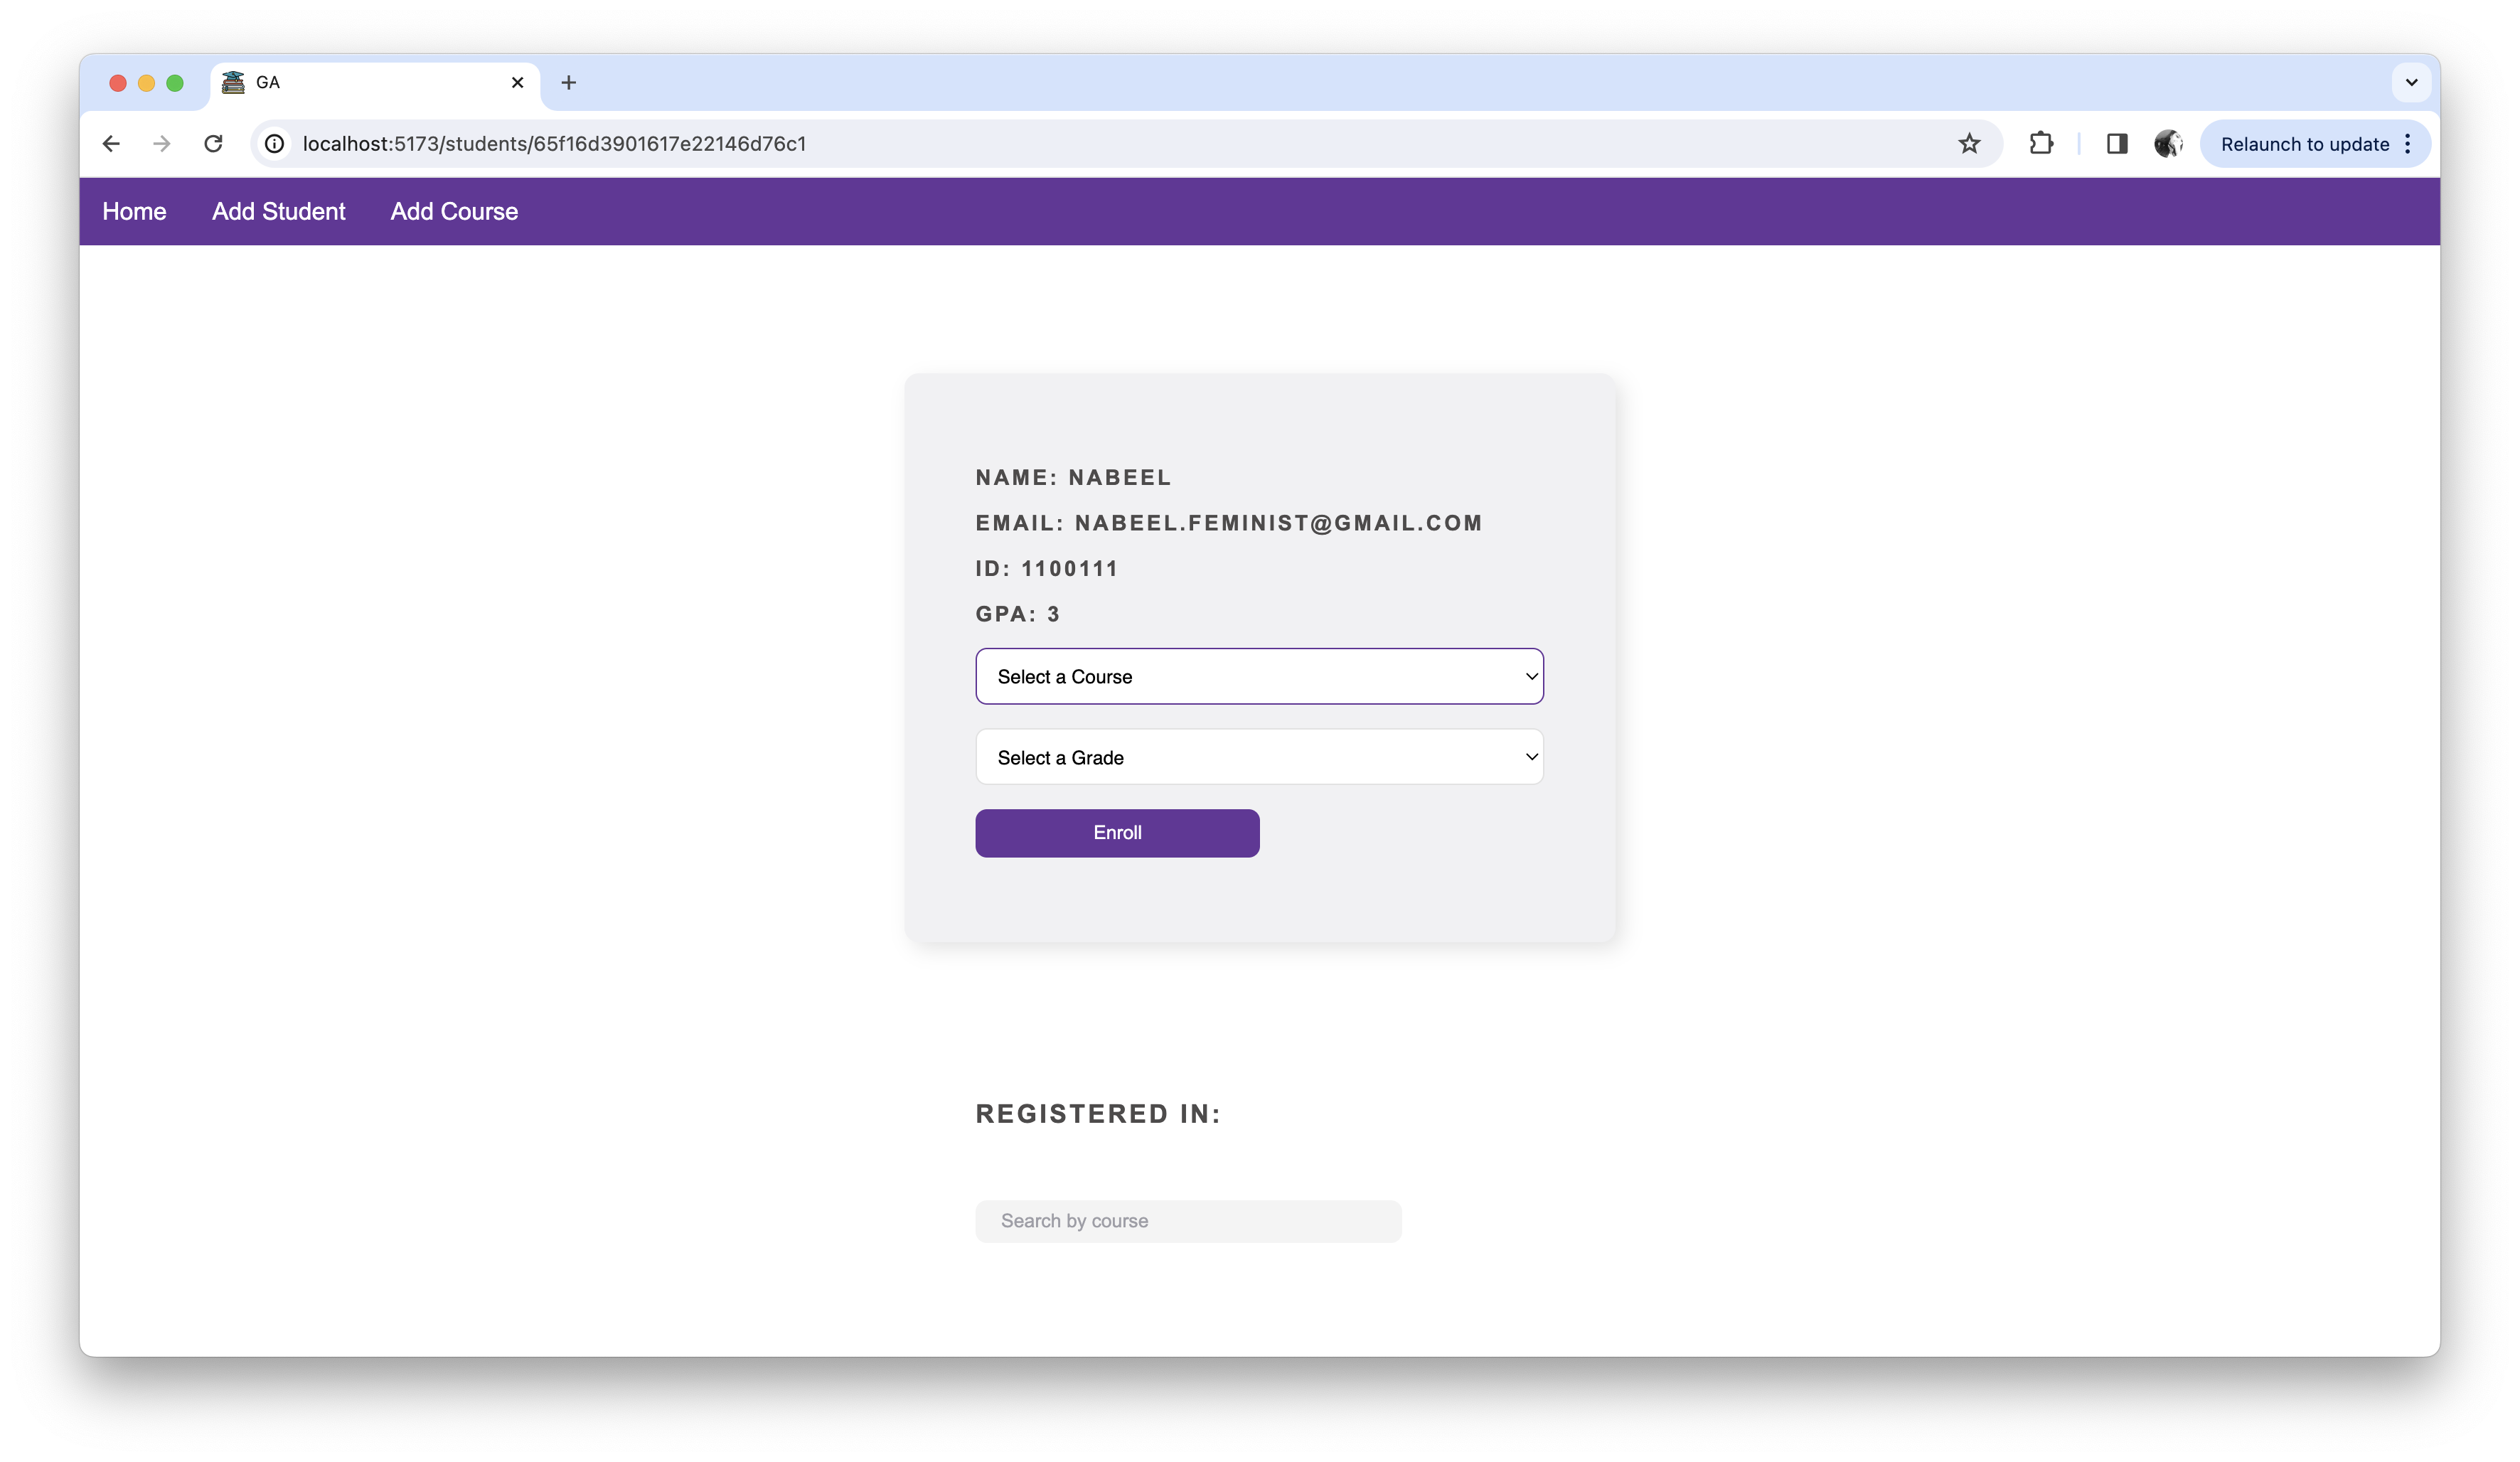 GA
localhost:5173/students/65f16d3901617e22146d76c1
Relaunch to update
Home Add Student Add Course
NAME: NABEEL
EMAIL: NABEEL.FEMINIST@GMAIL.COM
ID: 1100111
GPA: 3
Select a Course
Select a Grade
Enroll
REGISTERED IN:
Search by course